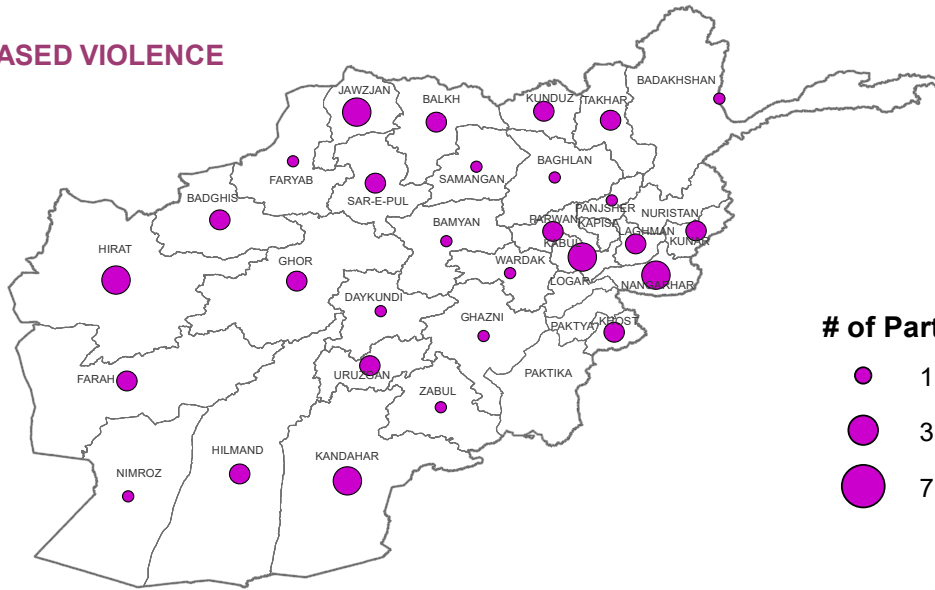 ASED VIOLENCE
BADAKHSHAN
JAWZJAN
BALKH
KUNDUZ
TAKHAR
FARYAB
SAMANGAN
BAGHLAN
BADGHIS
SAR-E-PUL
PANJSHER
NURISTAN
BAMYAN
PARWAN
KAPISA
LAGHMAN
KUNAR
HIRAT
KABUL
GHOR
WARDAK
LOGAR
NANGARHAR
DAYKUNDI
GHAZNI
PAKTYA
KHOST
# of Part
FARAH
URUZGAN
ZABUL
PAKTIKA
1
3
HILMAND
KANDAHAR
NIMROZ
7